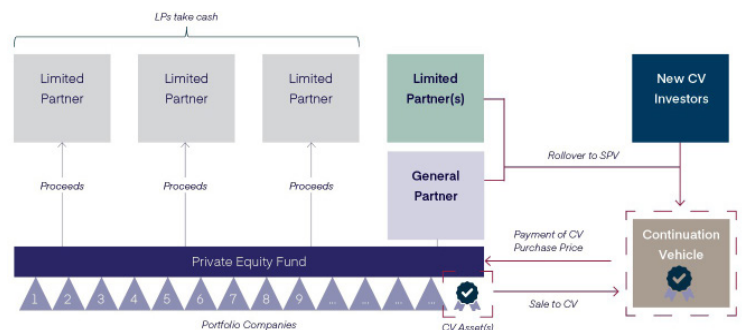 LPs take cash
Limited
Partner
Limited
Partner
Limited
Partner
Limited
Partner(s)
New CV
Investors
Rollover to SPV
Proceeds
Proceeds
Proceeds
General
Partner
Payment of CV
Purchase Price
Continuation
Vehicle
Private Equity Fund
1 2 3 4 5 6 7 8 9 ... ... ... ...
Sale to CV
Portfolio Companies
CV Asset(s)